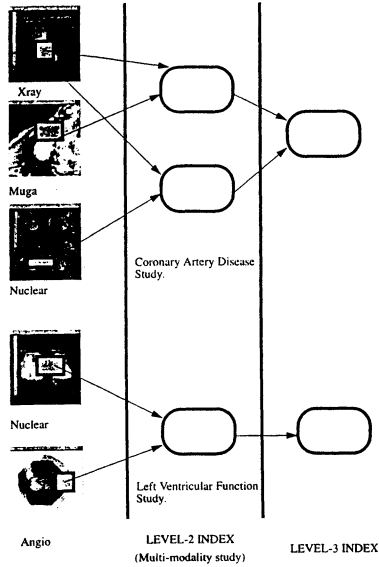 Xray
Muga
Nuclear
Coronary Artery Disease
Study.
Nuclear
Left Ventricular Function
Study.
Angio
LEVEL-2 INDEX
(Multi-modality study)
LEVEL-3 INDEX